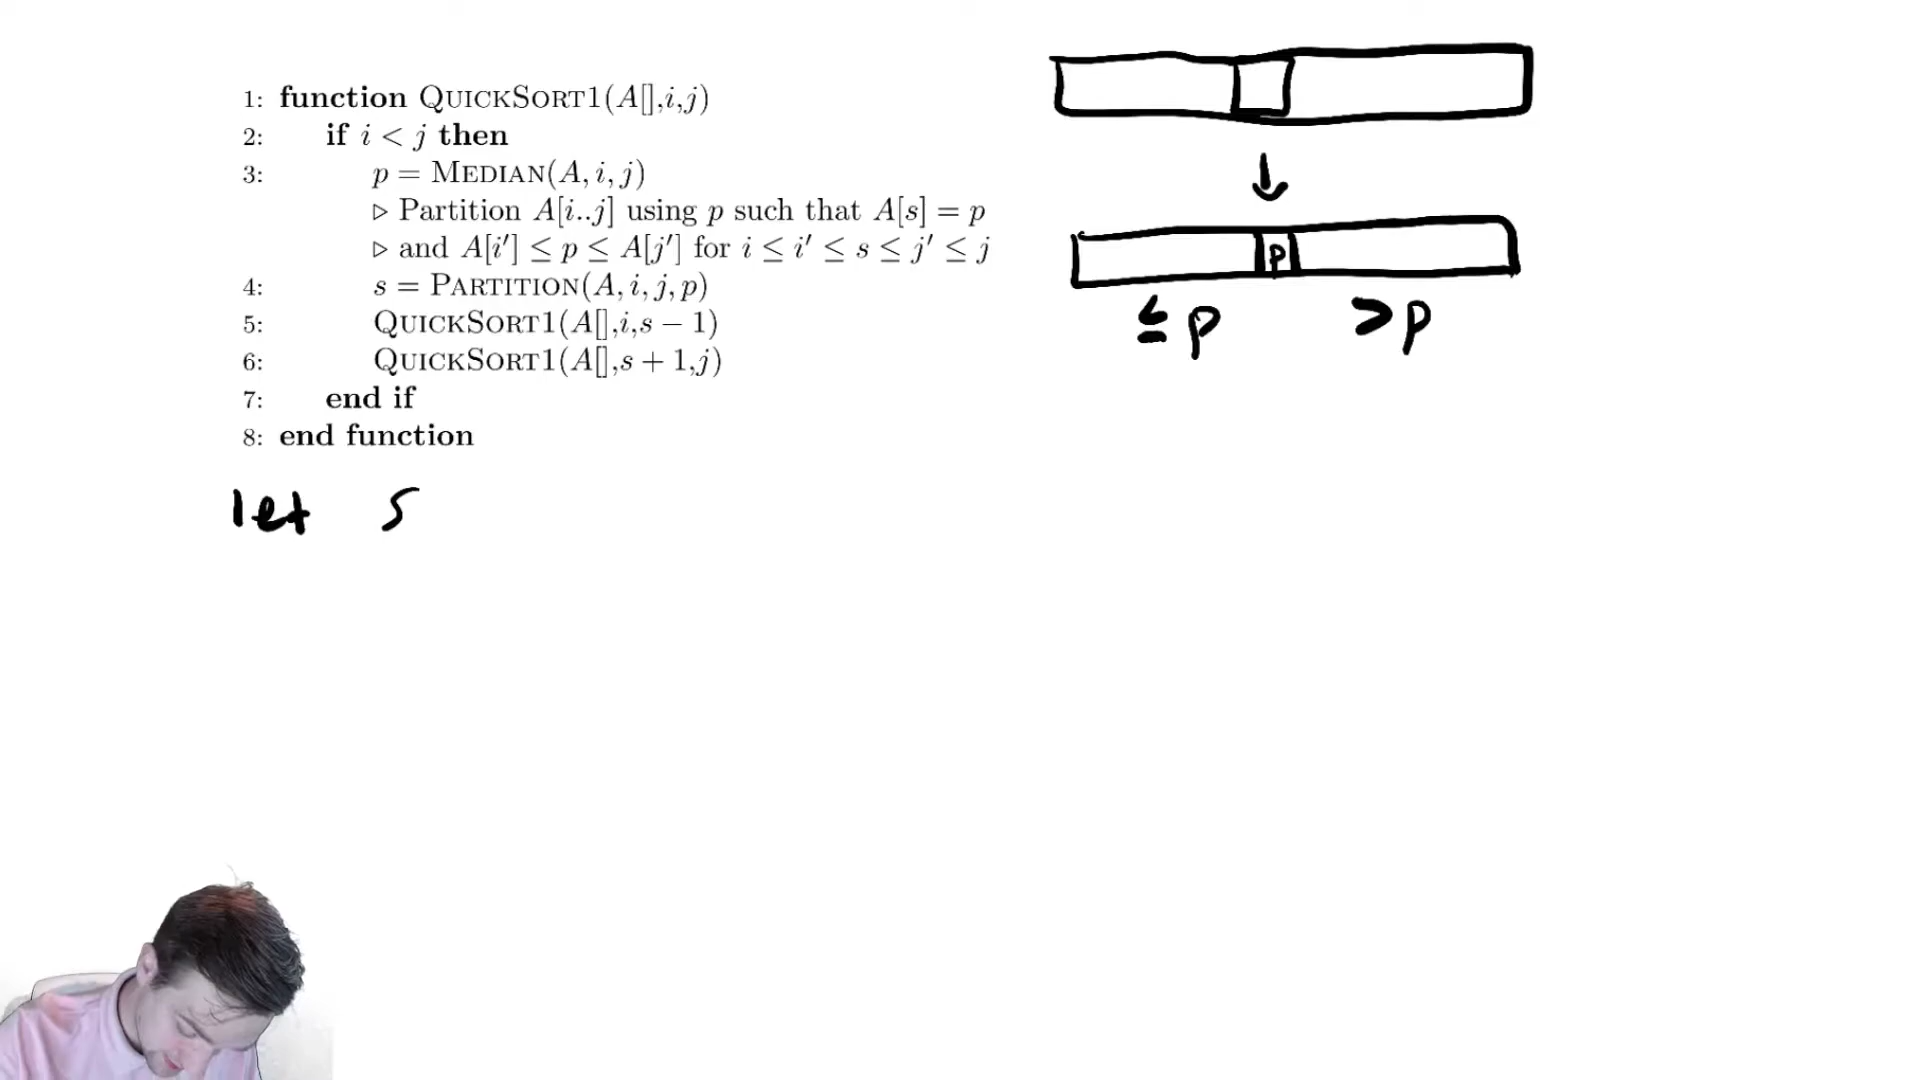 1: function QUICKSORT1(A[],i,j)
2: if i < j then
3: p = MEDIAN(A, i, j)
▷ Partition A[i..j] using p such that A[s] = p
▷ and A[i′] ≤ p ≤ A[j′] for i ≤ i′ ≤ s ≤ j′ ≤ j
4: s = PARTITION(A, i, j, p)
5: QUICKSORT1(A[],i,s − 1)
6: QUICKSORT1(A[],s + 1,j)
7: end if
8: end function
let s
p
≤ p > p